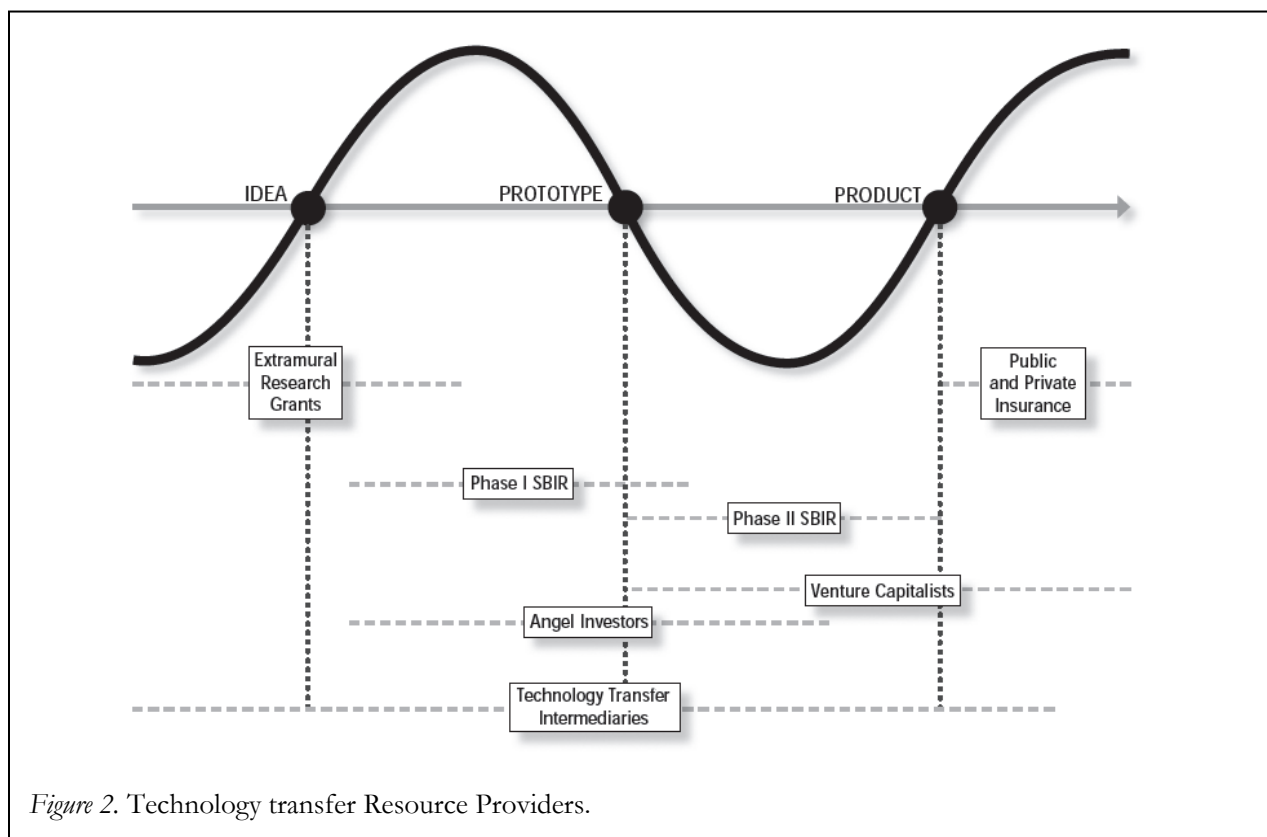 IDEA
PROTOTYPE
PRODUCT
Extramural
Research
Grants
Public
and Private
Insurance
Phase I SBIR
Phase II SBIR
Venture Capitalists
Angel Investors
Technology Transfer
Intermediaries
Figure 2. Technology transfer Resource Providers.